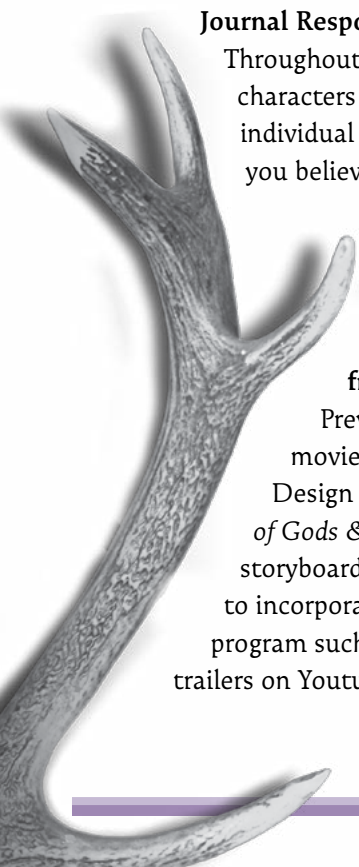 Journal Respo
Throughout
characters
individual
you believ
fr
Prev
movie
Design
of Gods &
storyboard
to incorpora
program such
trailers on Youtu